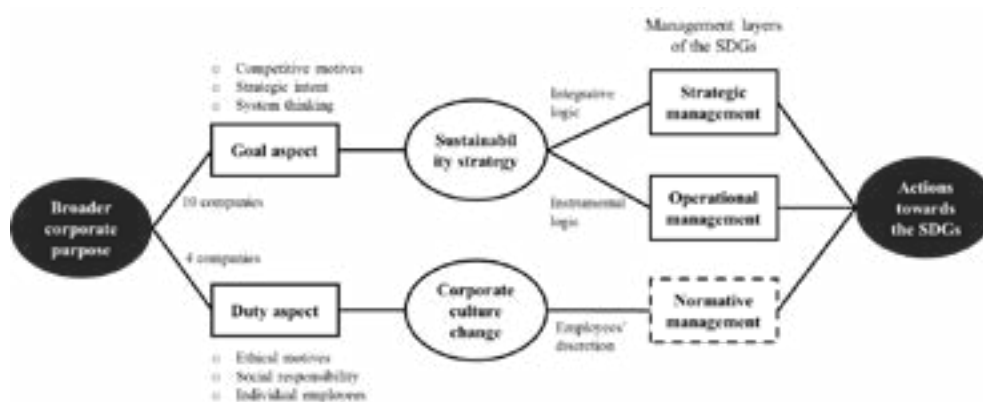 Management layers
of the SDGs
Competitive motives
Strategic intent
System thinking
Goal aspect
Sustainabil
ity strategy
Integrative
logic
Strategic
management
Broader
corporate
purpose
10 companies
4 companies
Instrumental
logic
Operational
management
Actions
towards
the SDGs
Duty aspect
Corporate
culture
change
Employees'
discretion
Normative
management
Ethical motives
Social responsibility
Individual employees